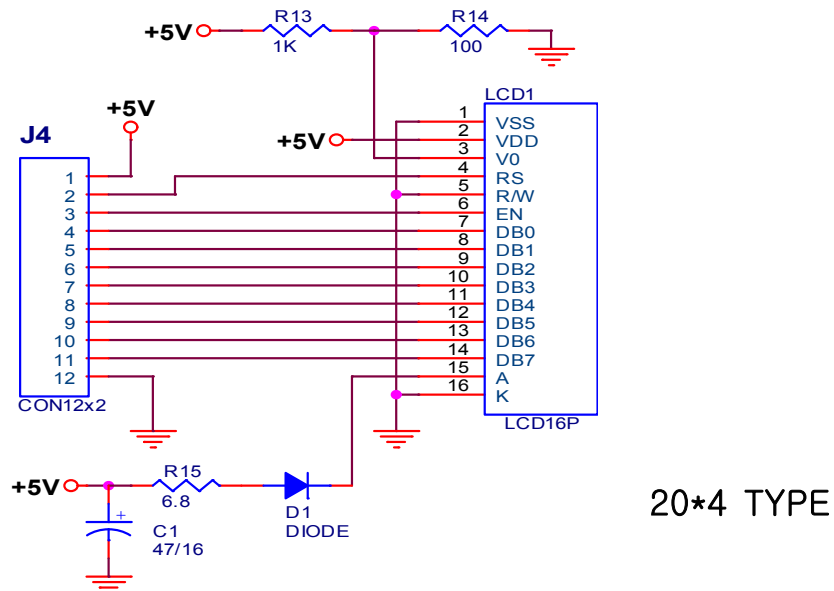 +5V
R13
1K
R14
100
+5V
J4
1
2
3
4
5
6
7
8
9
10
11
12
CON12x2
+5V
LCD1
1 VSS
2 VDD
3 V0
4 RS
5 R/W
6 EN
7 DB0
8 DB1
9 DB2
10 DB3
11 DB4
12 DB5
13 DB6
14 DB7
15 A
16 K
LCD16P
+5V
R15
6.8
D1
DIODE
+
C1
47/16
20*4 TYPE